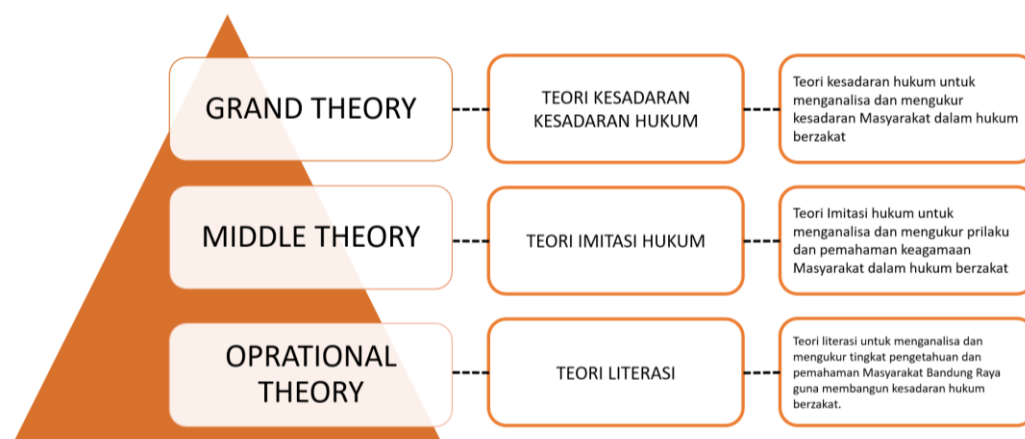 GRAND THEORY
TEORI KESADARAN
KESADARAN HUKUM
Teori kesadaran hukum untuk
menganalisa dan mengukur
kesadaran Masyarakat dalam hukum
berzakat
MIDDLE THEORY
TEORI IMITASI HUKUM
Teori Imitasi hukum untuk
menganalisa dan mengukur prilaku
dan pemahaman keagamaan
Masyarakat dalam hukum berzakat
OPRATIONAL
THEORY
TEORI LITERASI
Teori literasi untuk menganalisa dan
mengukur tingkat pengetahuan dan
pemahaman Masyarakat Bandung Raya
guna membangun kesadaran hukum
berzakat.